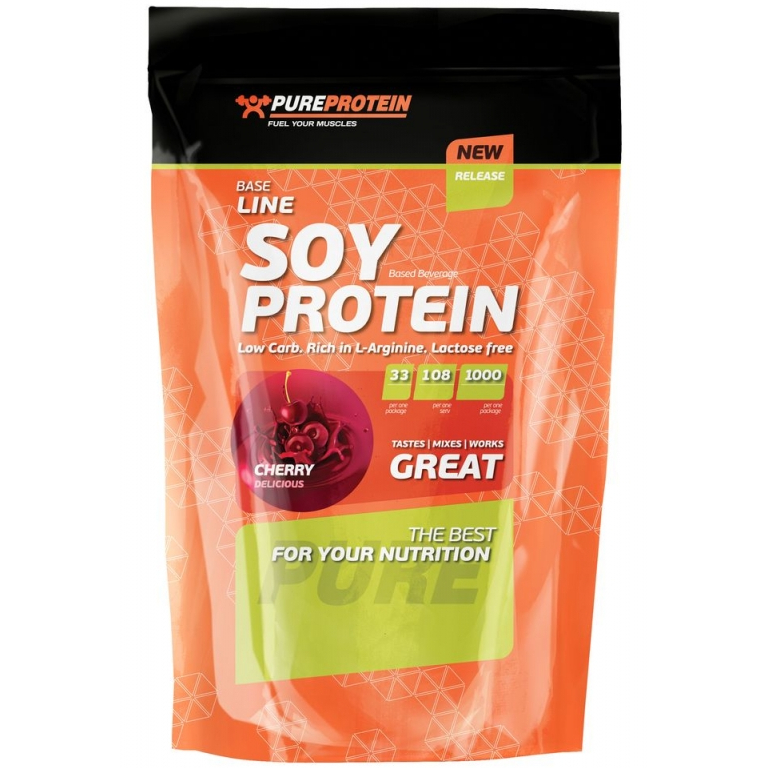 PUREPROTEIN
FUEL YOUR MUSCLES
NEW
RELEASE
BASE
LINE
SOY
Based Beverage
PROTEIN
Low Carb. Rich in L-Arginine, Lactose free
33 108 1000
per one per one per one
package serv package
TASTES | MIXES | WORKS
GREAT
CHERRY
DELICIOUS
THE BEST
FOR YOUR NUTRITION
PURE